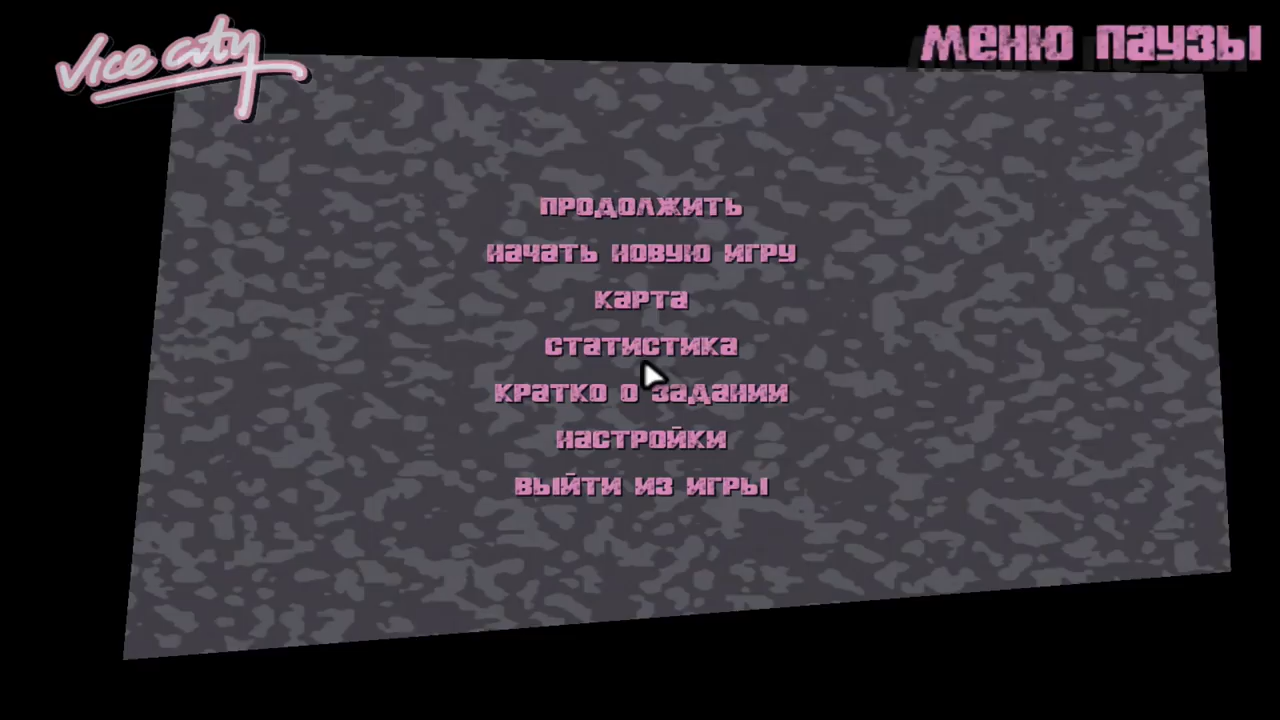 Vice City
меню паузы
продолжить
начать новую игру
карта
статистика
кратко о задании
настройки
выйти из игры